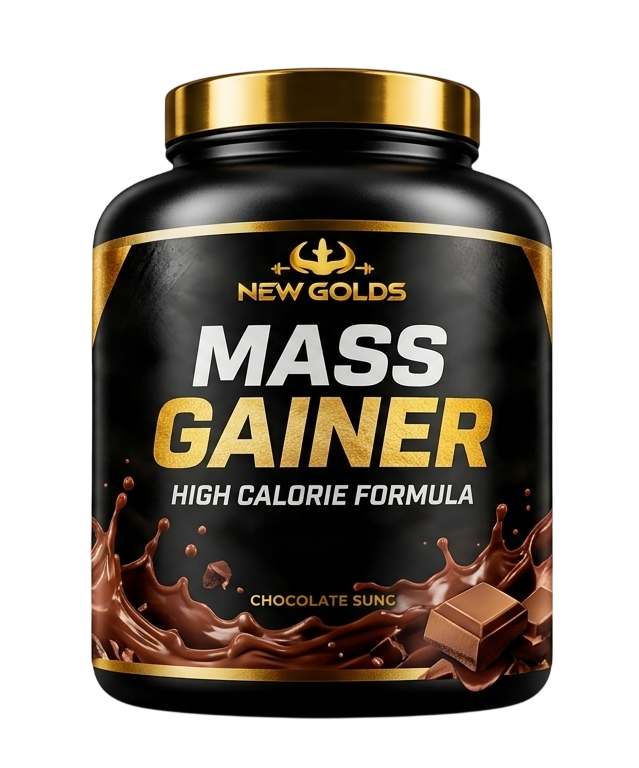 NEW GOLDS
MASS
GAINER
HIGH CALORIE FORMULA
CHOCOLATE SUNG